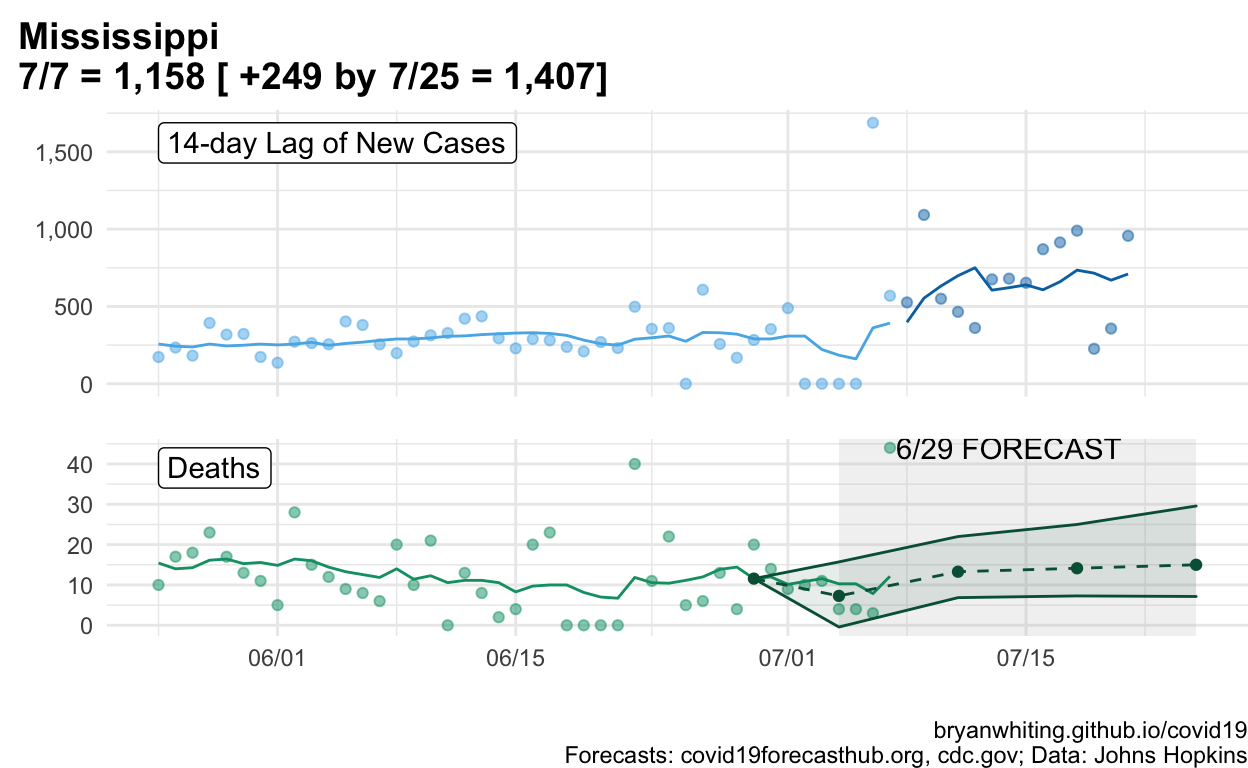 Mississippi
7/7 = 1,158 [ +249 by 7/25 = 1,407]
14-day Lag of New Cases
1,500
1,000
500
0
Deaths
6/29 FORECAST
40
30
20
10
0
06/01 06/15 07/01 07/15
bryanwhiting.github.io/covid19
Forecasts: covid19forecasthub.org, cdc.gov; Data: Johns Hopkins